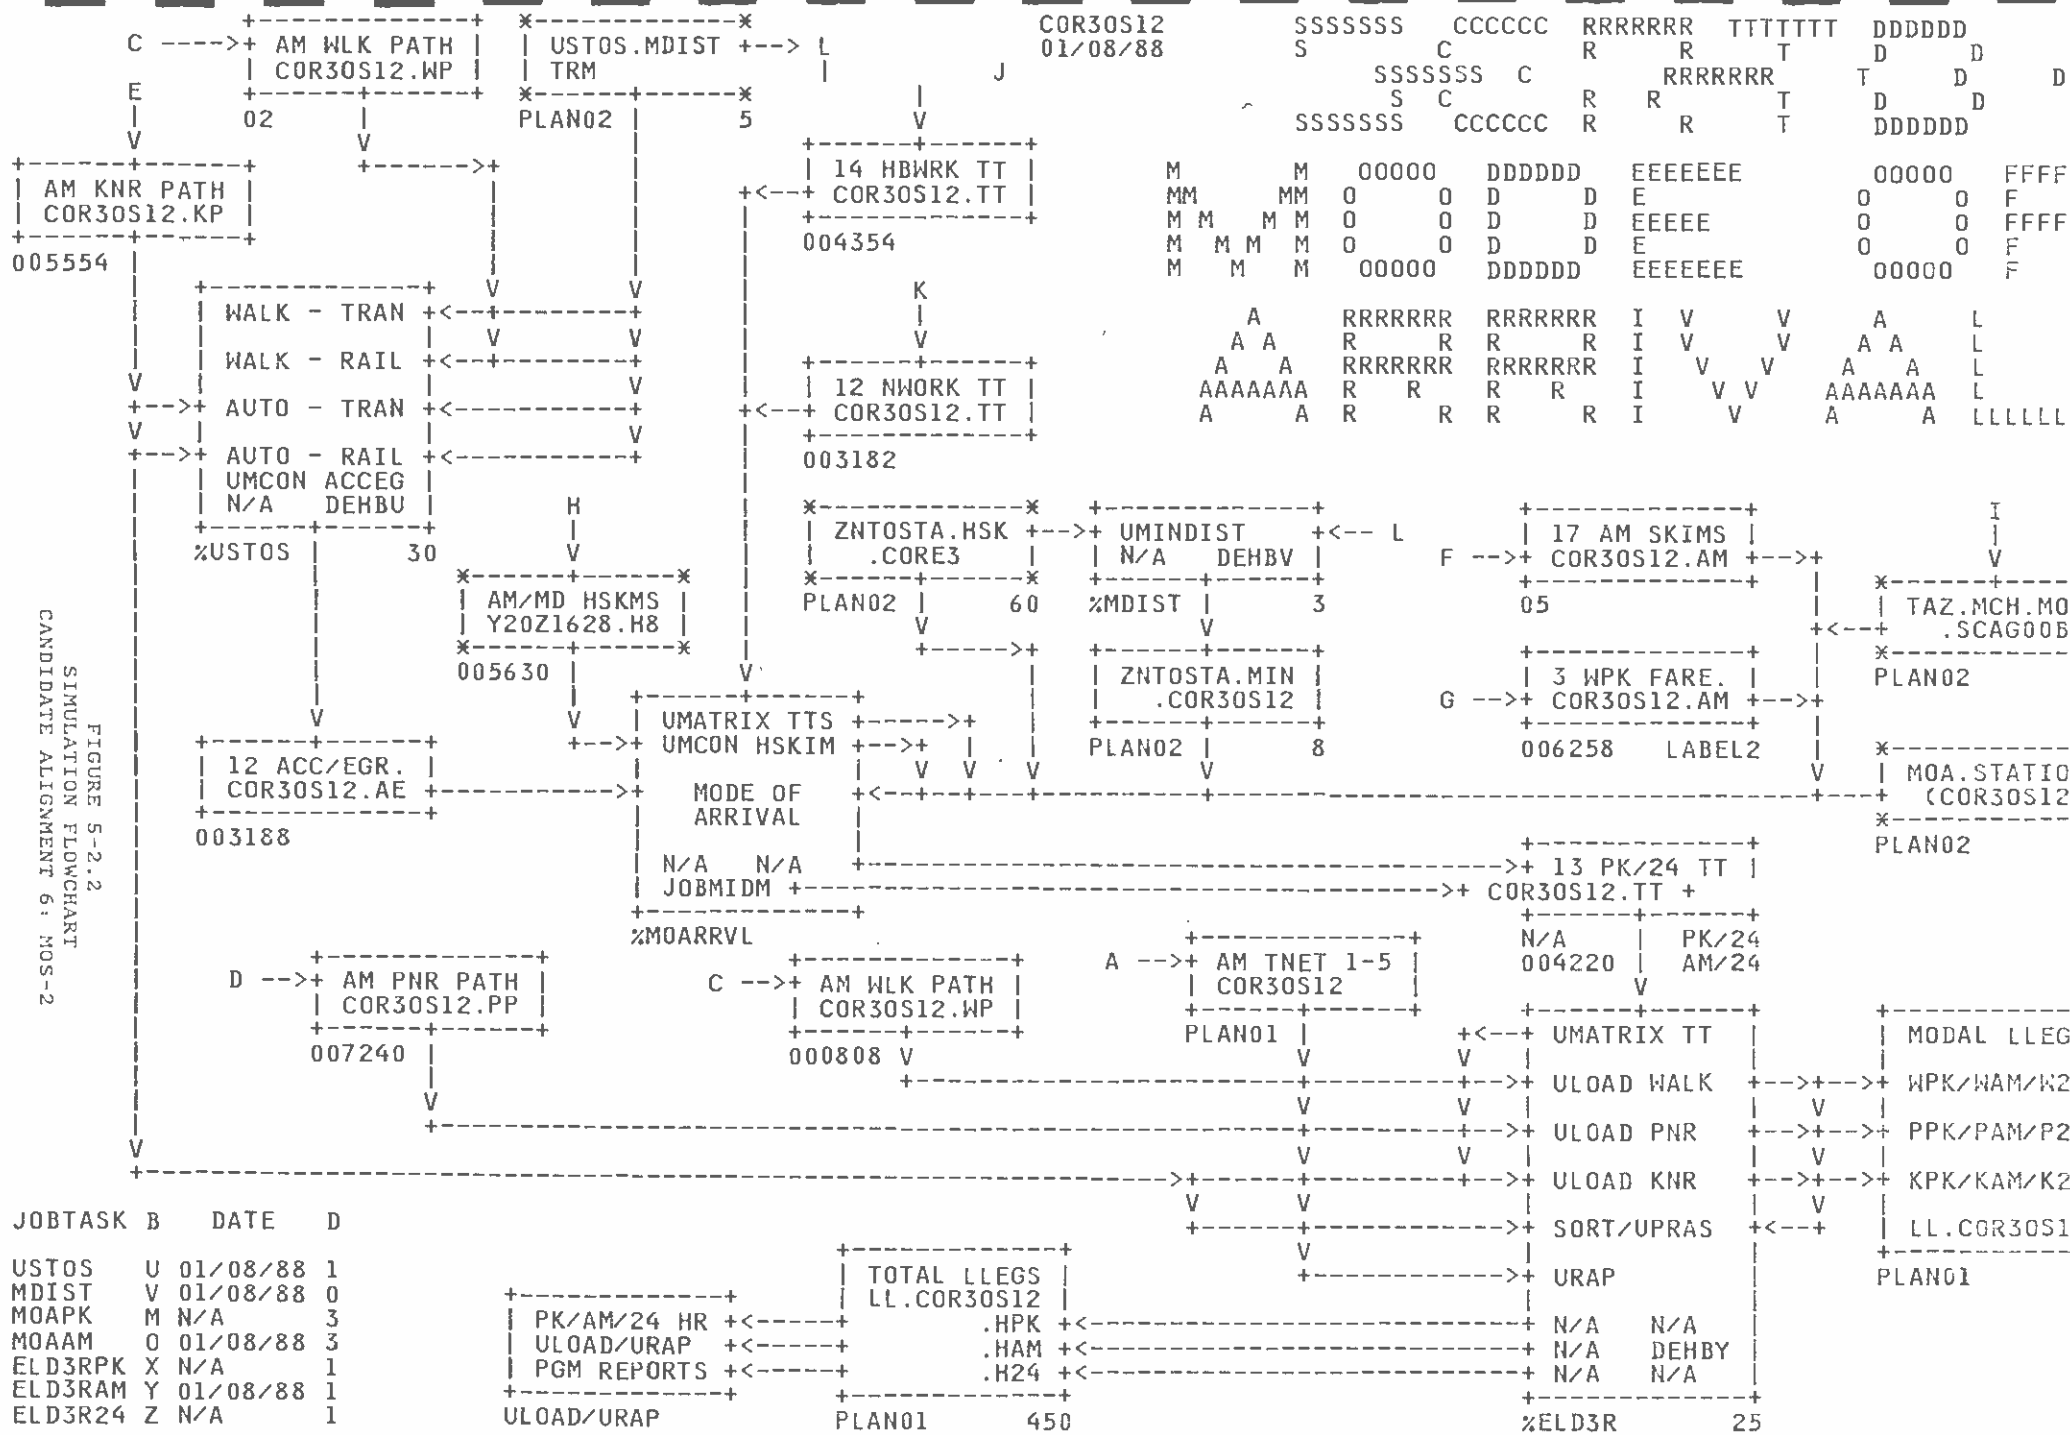 COR30S12
01/08/88
SCRTD
MODE OF
ARRIVAL
C
AM WLK PATH
COR30S12.WP
02
USTOS.MDIST
TRM
PLAN02 5
L
J
E
AM KNR PATH
COR30S12.KP
005554
14 HBWRK TT
COR30S12.TT
004354
WALK - TRAN
WALK - RAIL
AUTO - TRAN
AUTO - RAIL
UMCON ACCEG
N/A DEHBU
%USTOS 30
K
12 NWORK TT
COR30S12.TT
003182
H
AM/MD HSKMS
Y20Z1628.H8
005630
ZNTOSTA.HSK
.CORE3
PLAN02 60
UMINDIST
N/A DEHBV
%MDIST 3
L
ZNTOSTA.MIN
.COR30S12
PLAN02 8
F
17 AM SKIMS
COR30S12.AM
05
G
3 WPK FARE.
COR30S12.AM
006258 LABEL2
I
TAZ.MCH.MO
.SCAG00B
PLAN02
MOA.STATIO
(COR30S12
PLAN02
12 ACC/EGR.
COR30S12.AE
003188
UMATRIX TTS
UMCON HSKIM
MODE OF
ARRIVAL
N/A N/A
JOBMIDM
%MOARRVL
13 PK/24 TT
COR30S12.TT
N/A PK/24
004220 AM/24
D
AM PNR PATH
COR30S12.PP
007240
C
AM WLK PATH
COR30S12.WP
000808
A
AM TNET 1-5
COR30S12
PLAN01
UMATRIX TT
ULOAD WALK
ULOAD PNR
ULOAD KNR
SORT/UPRAS
URAP
N/A N/A
N/A DEHBY
N/A N/A
%ELD3R 25
MODAL LLEG
WPK/WAM/W2
PPK/PAM/P2
KPK/KAM/K2
LL.COR30S1
PLAN01
TOTAL LLEGS
LL.COR30S12
.HPK
.HAM
.H24
PLAN01 450
PK/AM/24 HR
ULOAD/URAP
PGM REPORTS
ULOAD/URAP
JOBTASK B DATE D
USTOS U 01/08/88 1
MDIST V 01/08/88 0
MOAPK M N/A 3
MOAAM O 01/08/88 3
ELD3RPK X N/A 1
ELD3RAM Y 01/08/88 1
ELD3R24 Z N/A 1
FIGURE 5-2.2
SIMULATION FLOWCHART
CANDIDATE ALIGNMENT 6: MOS-2